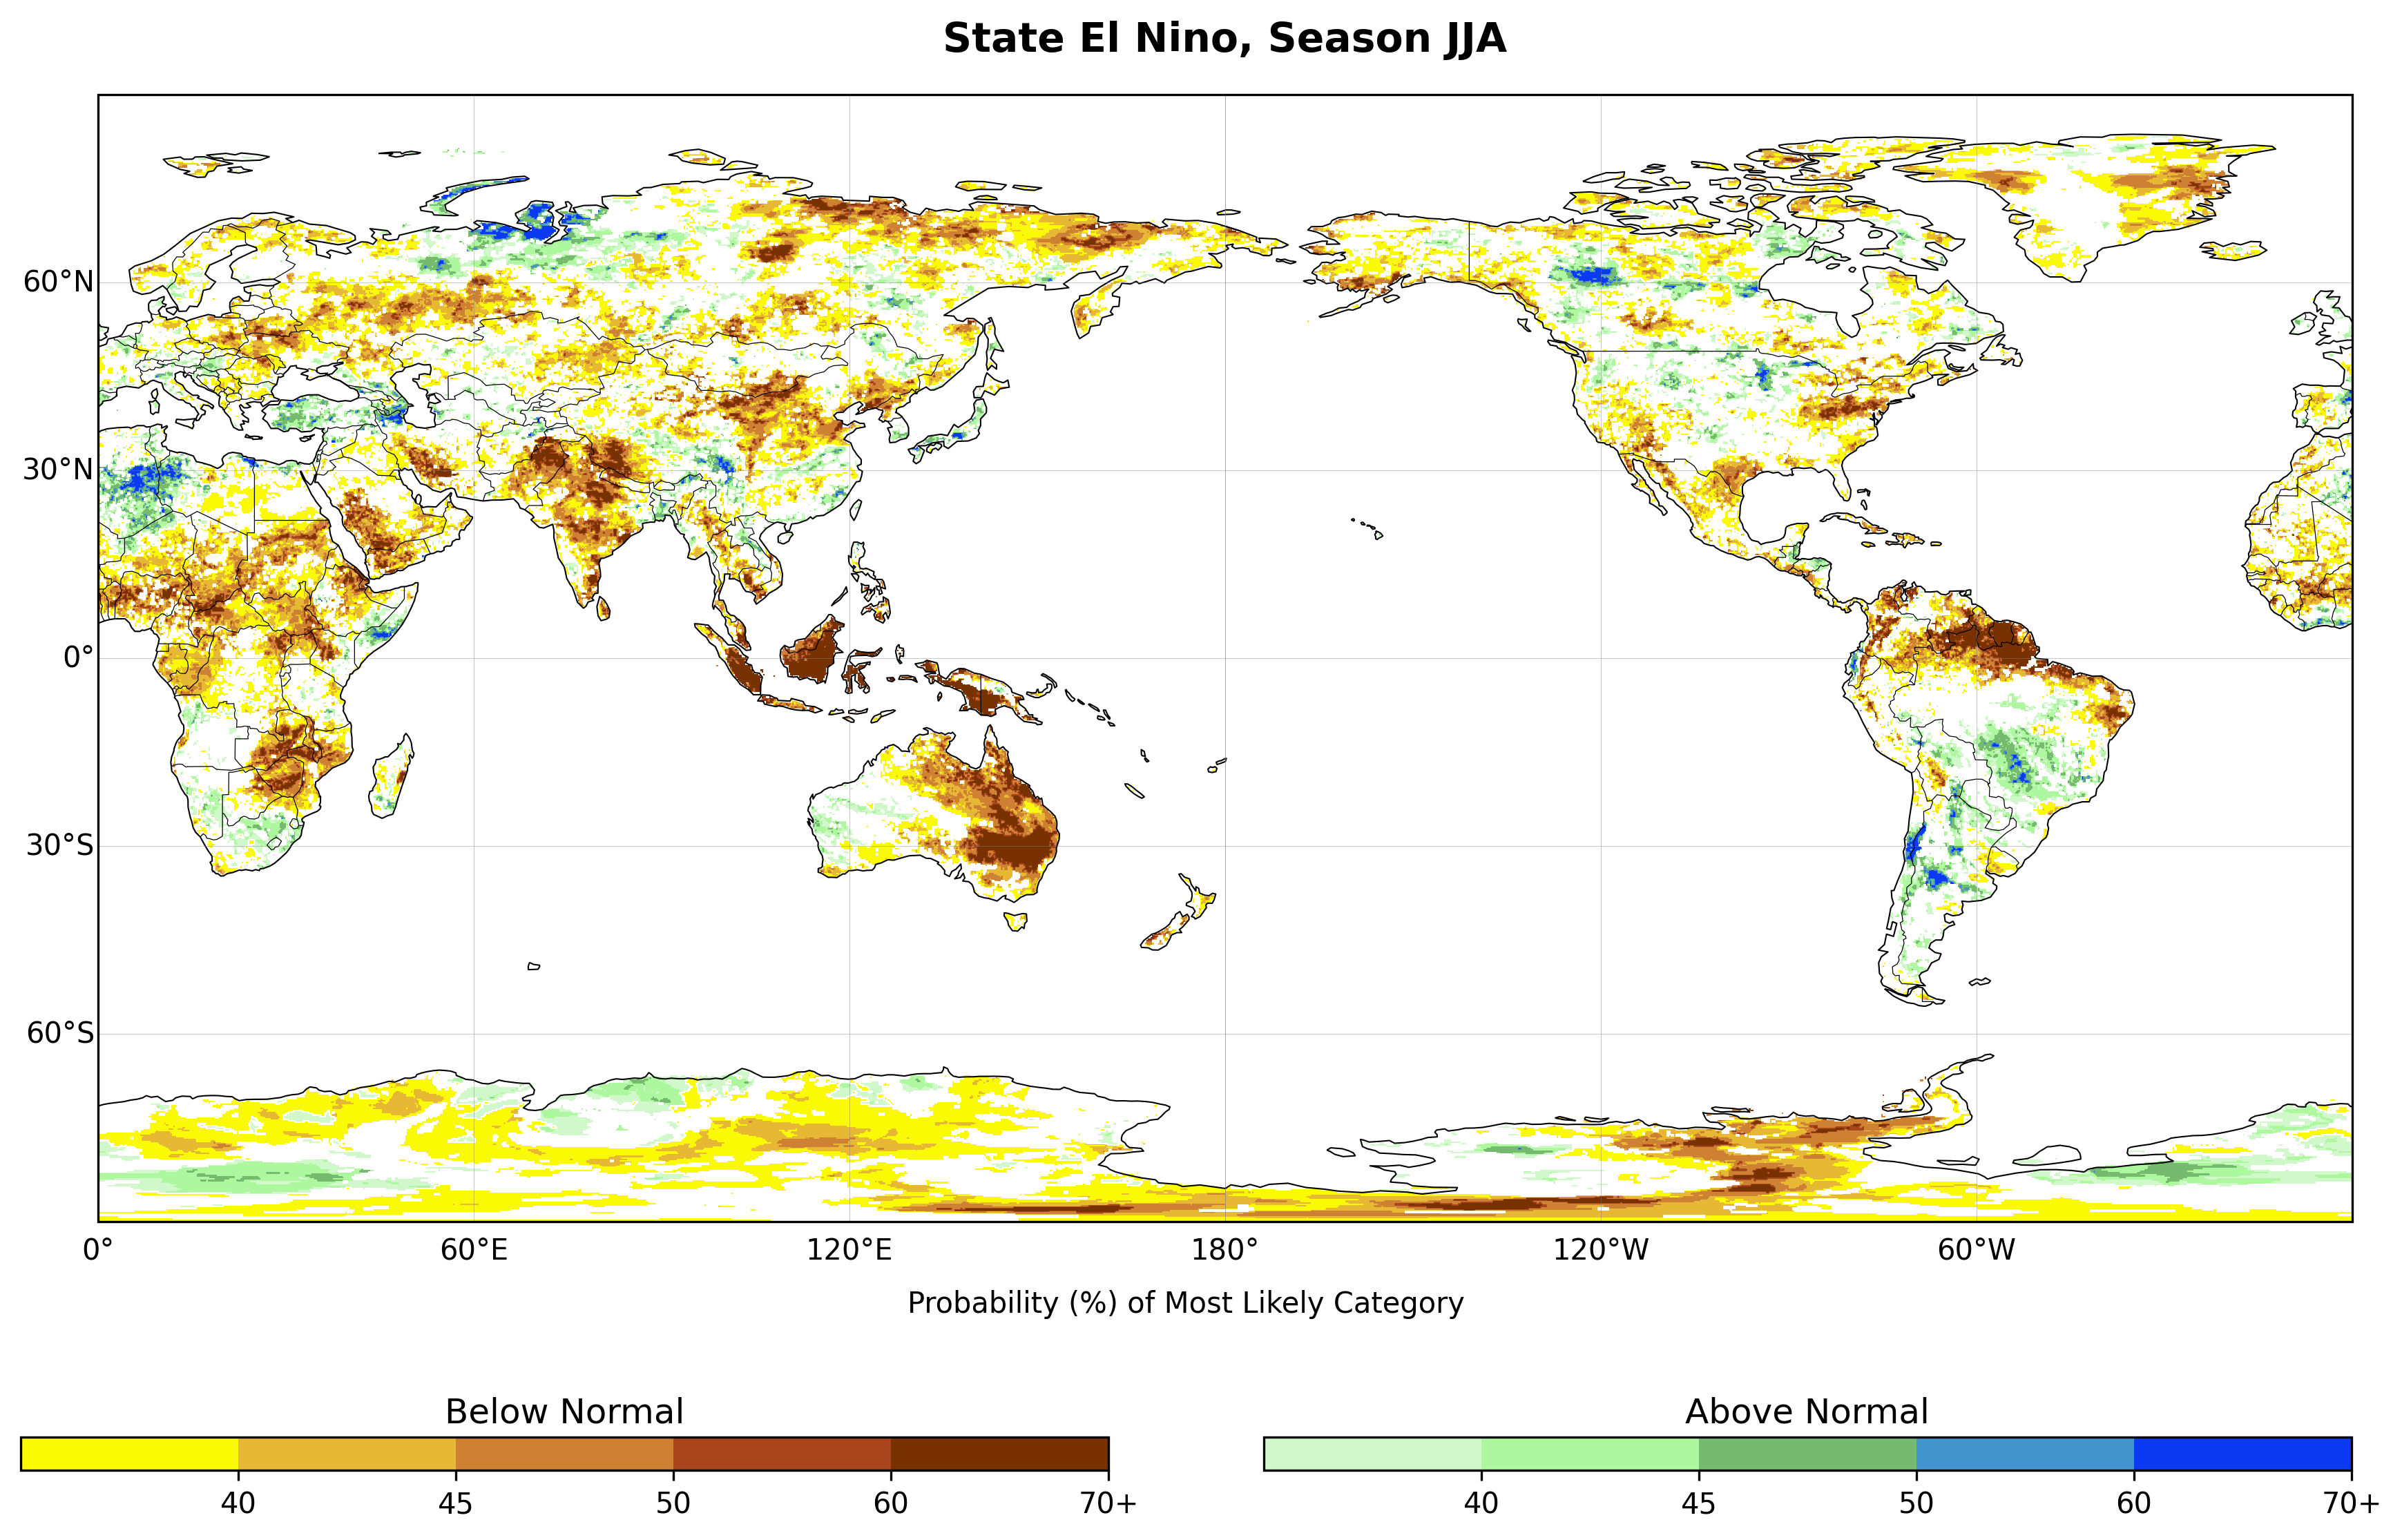 State El Nino, Season JJA
60°N
30°N
0°
30°S
60°S
0° 60°E 120°E 180° 120°W 60°W
Probability (%) of Most Likely Category
Below Normal Above Normal
40 45 50 60 70+ 40 45 50 60 70+